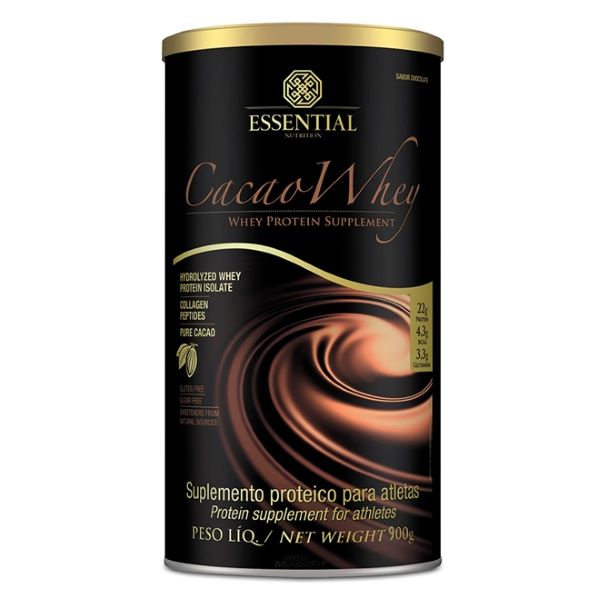 SABOR CHOCOLATE
ESSENTIAL
NUTRITION
CacaoWhey
WHEY PROTEIN SUPPLEMENT
HYDROLYZED WHEY
PROTEIN ISOLATE
COLLAGEN
PEPTIDES
PURE CACAO
22g
PROTEIN
4,3g
BCAA
3,3g
GLUTAMINE
GLUTEN FREE
SUGAR FREE
SWEETENERS FROM
NATURAL SOURCES
Suplemento proteico para atletas
Protein supplement for athletes
PESO LÍQ. / NET WEIGHT 900g